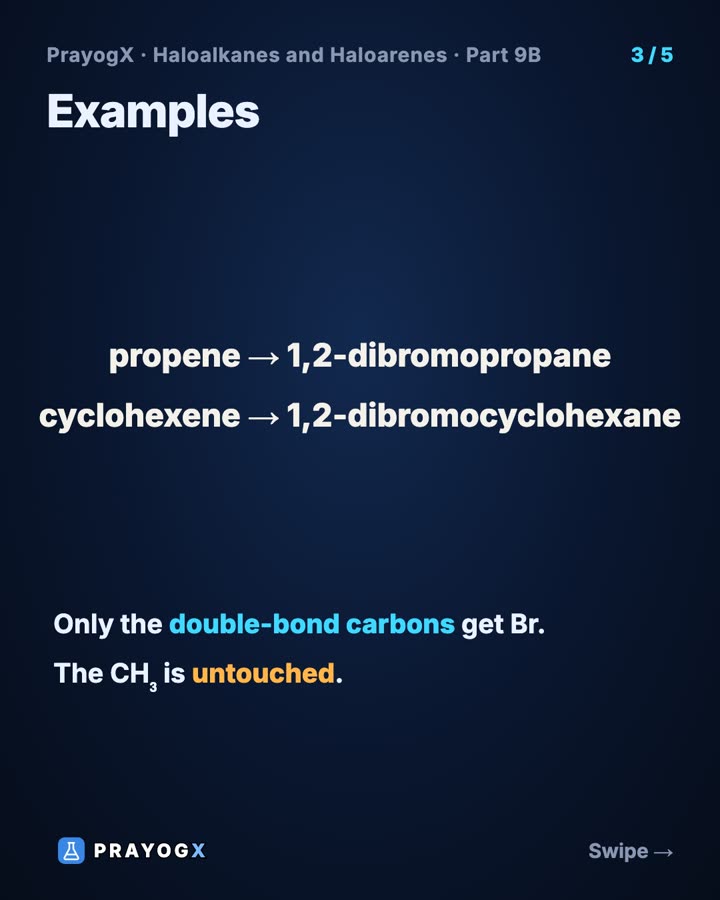 PrayogX · Haloalkanes and Haloarenes · Part 9B
3 / 5
Examples
propene → 1,2-dibromopropane
cyclohexene → 1,2-dibromocyclohexane
Only the double-bond carbons get Br.
The CH₃ is untouched.
PRAYOGX
Swipe →